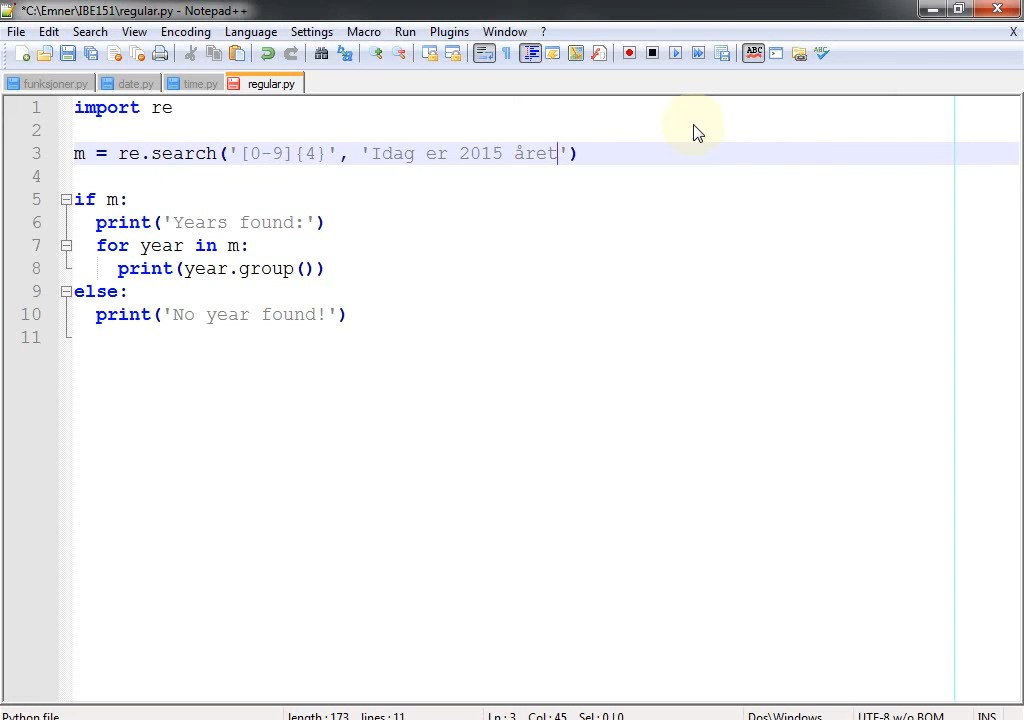 *C:\Emner\IBE151\regular.py - Notepad++
File Edit Search View Encoding Language Settings Macro Run Plugins Window ? X
funksjoner.py date.py time.py regular.py
1 import re
2
3 m = re.search('[0-9]{4}', 'Idag er 2015 året')
4
5 if m:
6 print('Years found:')
7 for year in m:
8 print(year.group())
9 else:
10 print('No year found!')
11
Python file length : 173 lines : 11 Ln : 3 Col : 45 Sel : 0 | 0 Dos\Windows UTF-8 w/o BOM INS